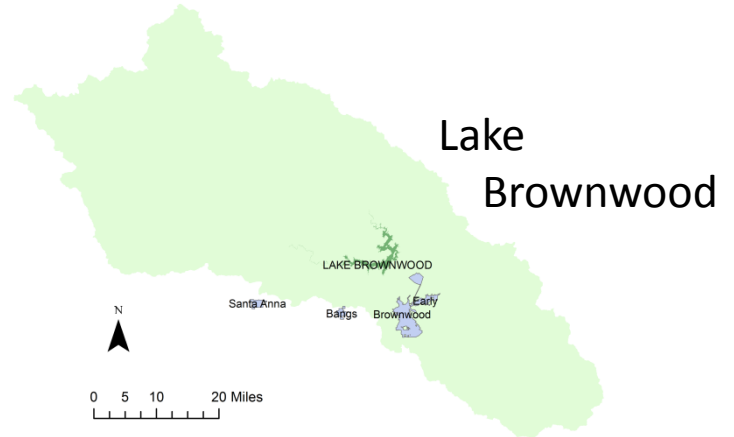 Lake
Brownwood
LAKE BROWNWOOD
Santa Anna
Early
Bangs
Brownwood
N
0 5 10 20 Miles